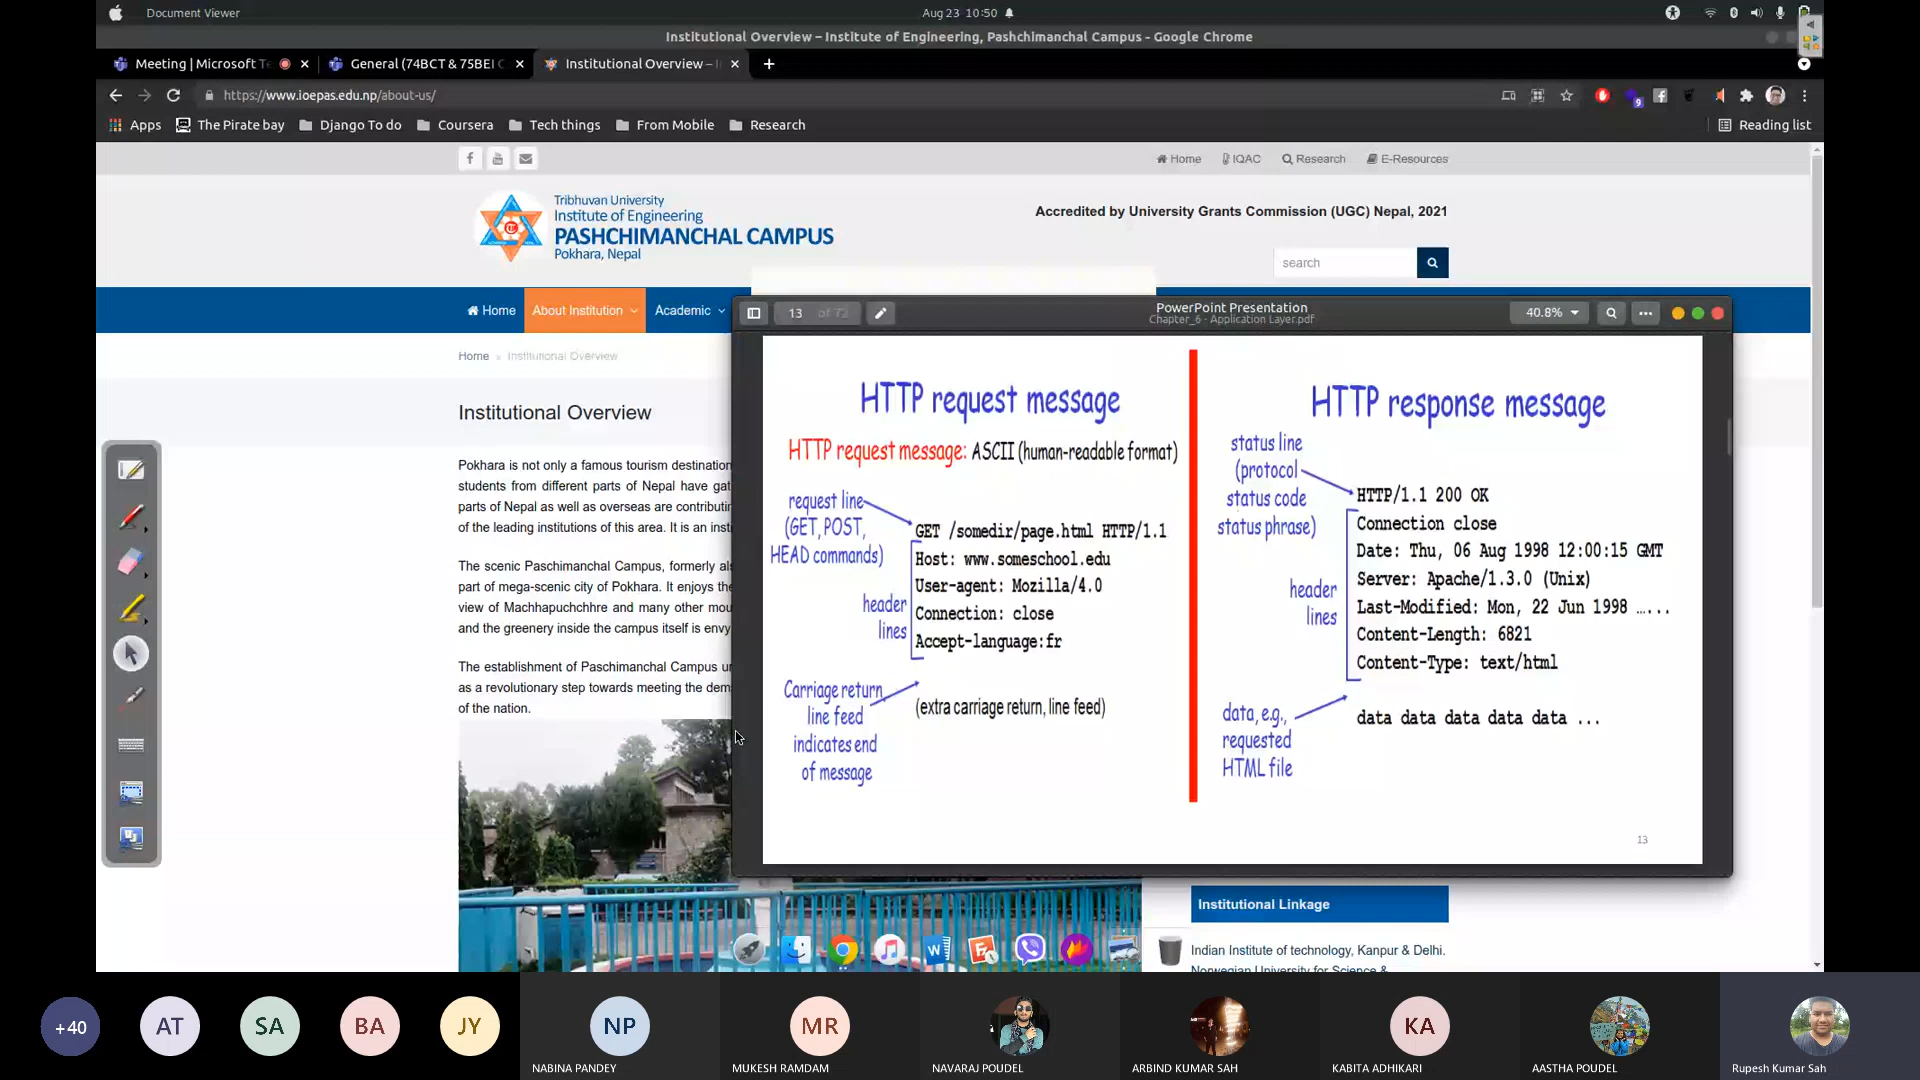 Document Viewer
Aug 23 10:50
Institutional Overview – Institute of Engineering, Pashchimanchal Campus - Google Chrome
Meeting | Microsoft Te
General (74BCT & 75BEI C
Institutional Overview – I
https://www.ioepas.edu.np/about-us/
9
Apps
The Pirate bay
Django To do
Coursera
Tech things
From Mobile
Research
Reading list
Home
IQAC
Research
E-Resources
Tribhuvan University
Institute of Engineering
PASHCHIMANCHAL CAMPUS
Pokhara, Nepal
Accredited by University Grants Commission (UGC) Nepal, 2021
search
Home
About Institution
Academic
Home » Institutional Overview
Institutional Overview
Pokhara is not only a famous tourism destination
students from different parts of Nepal have gat
parts of Nepal as well as overseas are contributin
of the leading institutions of this area. It is an inst
The scenic Paschimanchal Campus, formerly als
part of mega-scenic city of Pokhara. It enjoys the
view of Machhapuchchhre and many other mou
and the greenery inside the campus itself is envy
The establishment of Paschimanchal Campus un
as a revolutionary step towards meeting the dem
of the nation.
13 of 72
PowerPoint Presentation
Chapter_6 - Application Layer.pdf
40.8%
HTTP request message
HTTP request message: ASCII (human-readable format)
request line
(GET, POST,
HEAD commands)
GET /somedir/page.html HTTP/1.1
Host: www.someschool.edu
User-agent: Mozilla/4.0
Connection: close
Accept-language:fr
header
lines
Carriage return,
line feed
indicates end
of message
(extra carriage return, line feed)
HTTP response message
status line
(protocol
status code
status phrase)
HTTP/1.1 200 OK
Connection close
Date: Thu, 06 Aug 1998 12:00:15 GMT
Server: Apache/1.3.0 (Unix)
Last-Modified: Mon, 22 Jun 1998 …...
Content-Length: 6821
Content-Type: text/html
header
lines
data, e.g.,
requested
HTML file
data data data data data ...
13
Institutional Linkage
Indian Institute of technology, Kanpur & Delhi.
Norwegian University for Science &
+40
AT
SA
BA
JY
NP
NABINA PANDEY
MR
MUKESH RAMDAM
NAVARAJ POUDEL
ARBIND KUMAR SAH
KA
KABITA ADHIKARI
AASTHA POUDEL
Rupesh Kumar Sah